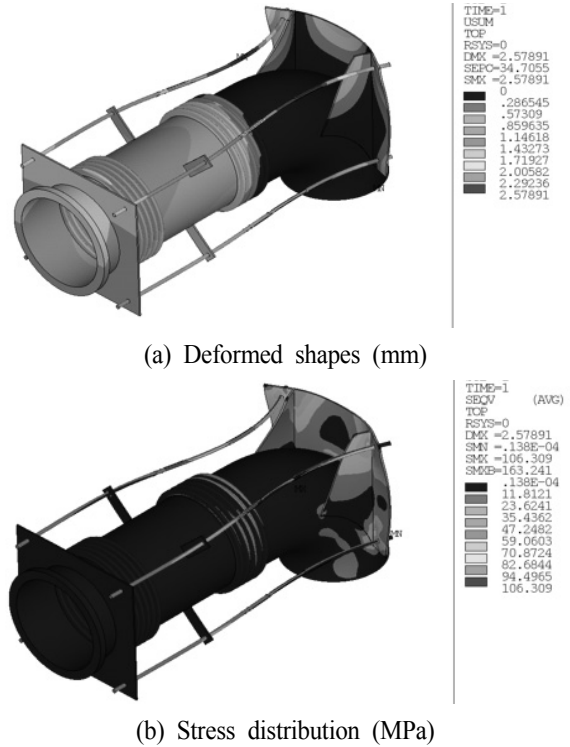 TIME=1
USUM
TOP
RSYS=0
DMX =2.57891
SEPC=34.7055
SMX =2.57891
0
.286545
.57309
.859635
1.14618
1.43273
1.71927
2.00582
2.29236
2.57891
(a) Deformed shapes (mm)
TIME=1
SEQV (AVG)
TOP
RSYS=0
DMX =2.57891
SMN =.138E-04
SMX =106.309
SMXB=163.241
.138E-04
11.8121
23.6241
35.4362
47.2482
59.0603
70.8724
82.6844
94.4965
106.309
MN
(b) Stress distribution (MPa)